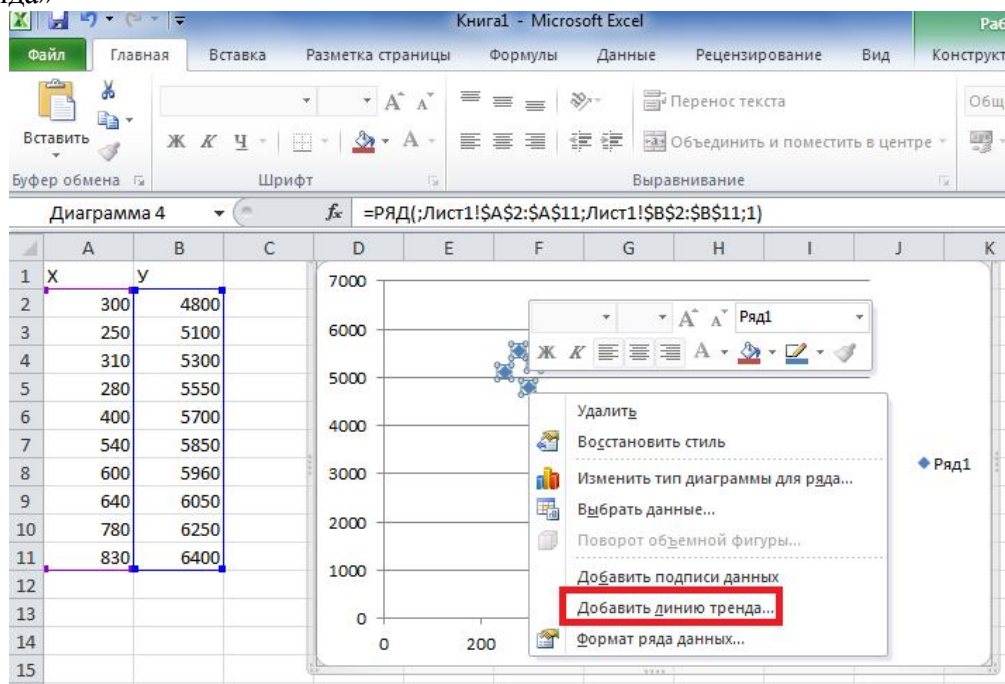 нда»
Книга1 - Microsoft Excel
Раб
Файл Главная Вставка Разметка страницы Формулы Данные Рецензирование Вид Конструкт
Вставить
Ж К Ч
А А
А
Перенос текста
Объединить и поместить в центре
Общ
Буфер обмена Шрифт Выравнивание
Диаграмма 4 fx =РЯД(;Лист1!$A$2:$A$11;Лист1!$B$2:$B$11;1)
A B C D E F G H I J K
1 X У
2 300 4800
3 250 5100
4 310 5300
5 280 5550
6 400 5700
7 540 5850
8 600 5960
9 640 6050
10 780 6250
11 830 6400
12
13
14
15
7000
6000
5000
4000
3000
2000
1000
0
0 200
Ряд1
А А Ряд1
Ж К А
Удалить
Восстановить стиль
Изменить тип диаграммы для ряда...
Выбрать данные...
Поворот объемной фигуры...
Добавить подписи данных
Добавить линию тренда...
Формат ряда данных...